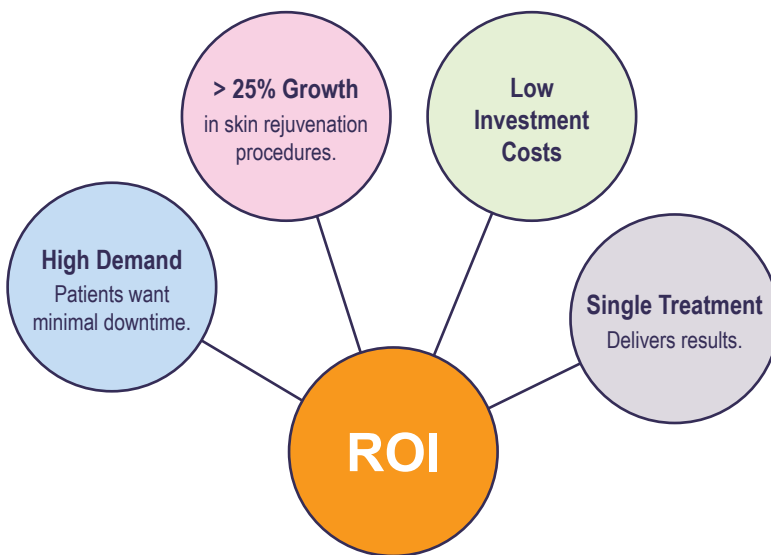 High Demand
Patients want
minimal downtime.
> 25% Growth
in skin rejuvenation
procedures.
Low
Investment
Costs
Single Treatment
Delivers results.
ROI